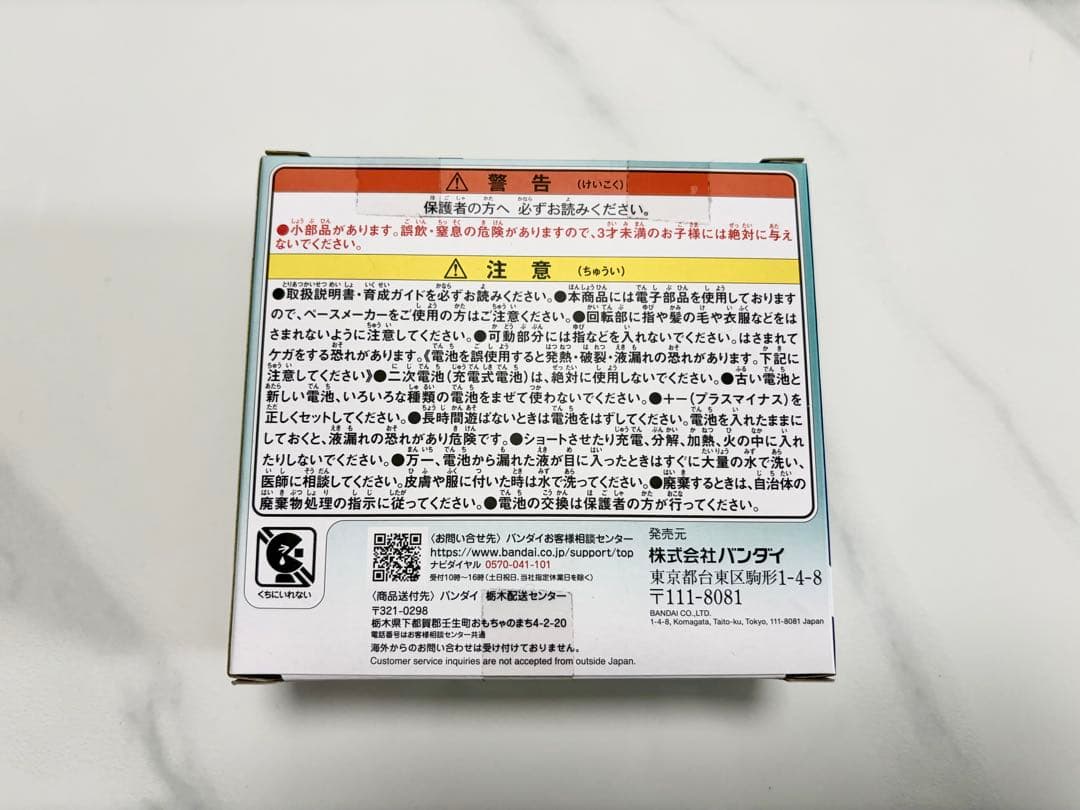 ⚠ 警告 (けいこく)
保護者の方へ 必ずお読みください。
●小部品があります。誤飲・窒息の危険がありますので、3才未満のお子様には絶対に与え
ないでください。
⚠ 注意 (ちゅうい)
●取扱説明書・育成ガイドを必ずお読みください。●本商品には電子部品を使用しております
ので、ペースメーカーをご使用の方はご注意ください。●回転部に指や髪の毛や衣服などをは
さまれないように注意してください。●可動部分には指などを入れないでください。はさまれて
ケガをする恐れがあります。《電池を誤使用すると発熱・破裂・液漏れの恐れがあります。下記に
注意してください》●二次電池(充電式電池)は、絶対に使用しないでください。●古い電池と
新しい電池、いろいろな種類の電池をまぜて使わないでください。●+−(プラスマイナス)を
正しくセットしてください。●長時間遊ばないときは電池をはずしてください。電池を入れたままに
しておくと、液漏れの恐れがあり危険です。●ショートさせたり充電、分解、加熱、火の中に入れ
たりしないでください。●万一、電池から漏れた液が目に入ったときはすぐに大量の水で洗い、
医師に相談してください。皮膚や服に付いた時は水で洗ってください。●廃棄するときは、自治体の
廃棄物処理の指示に従ってください。●電池の交換は保護者の方が行ってください。
くちにいれない
〈お問い合せ先〉バンダイお客様相談センター
https://www.bandai.co.jp/support/top
ナビダイヤル 0570-041-101
受付10時〜16時(土日祝日、当社指定休業日を除く)
〈商品送付先〉バンダイ 栃木配送センター
〒321-0298
栃木県下都賀郡壬生町おもちゃのまち4-2-20
電話番号はお客様相談センター共通
海外からのお問い合わせは受け付けておりません。
Customer service inquiries are not accepted from outside Japan.
発売元
株式会社バンダイ
東京都台東区駒形1-4-8
〒111-8081
BANDAI CO.,LTD.
1-4-8, Komagata, Taito-ku, Tokyo, 111-8081 Japan